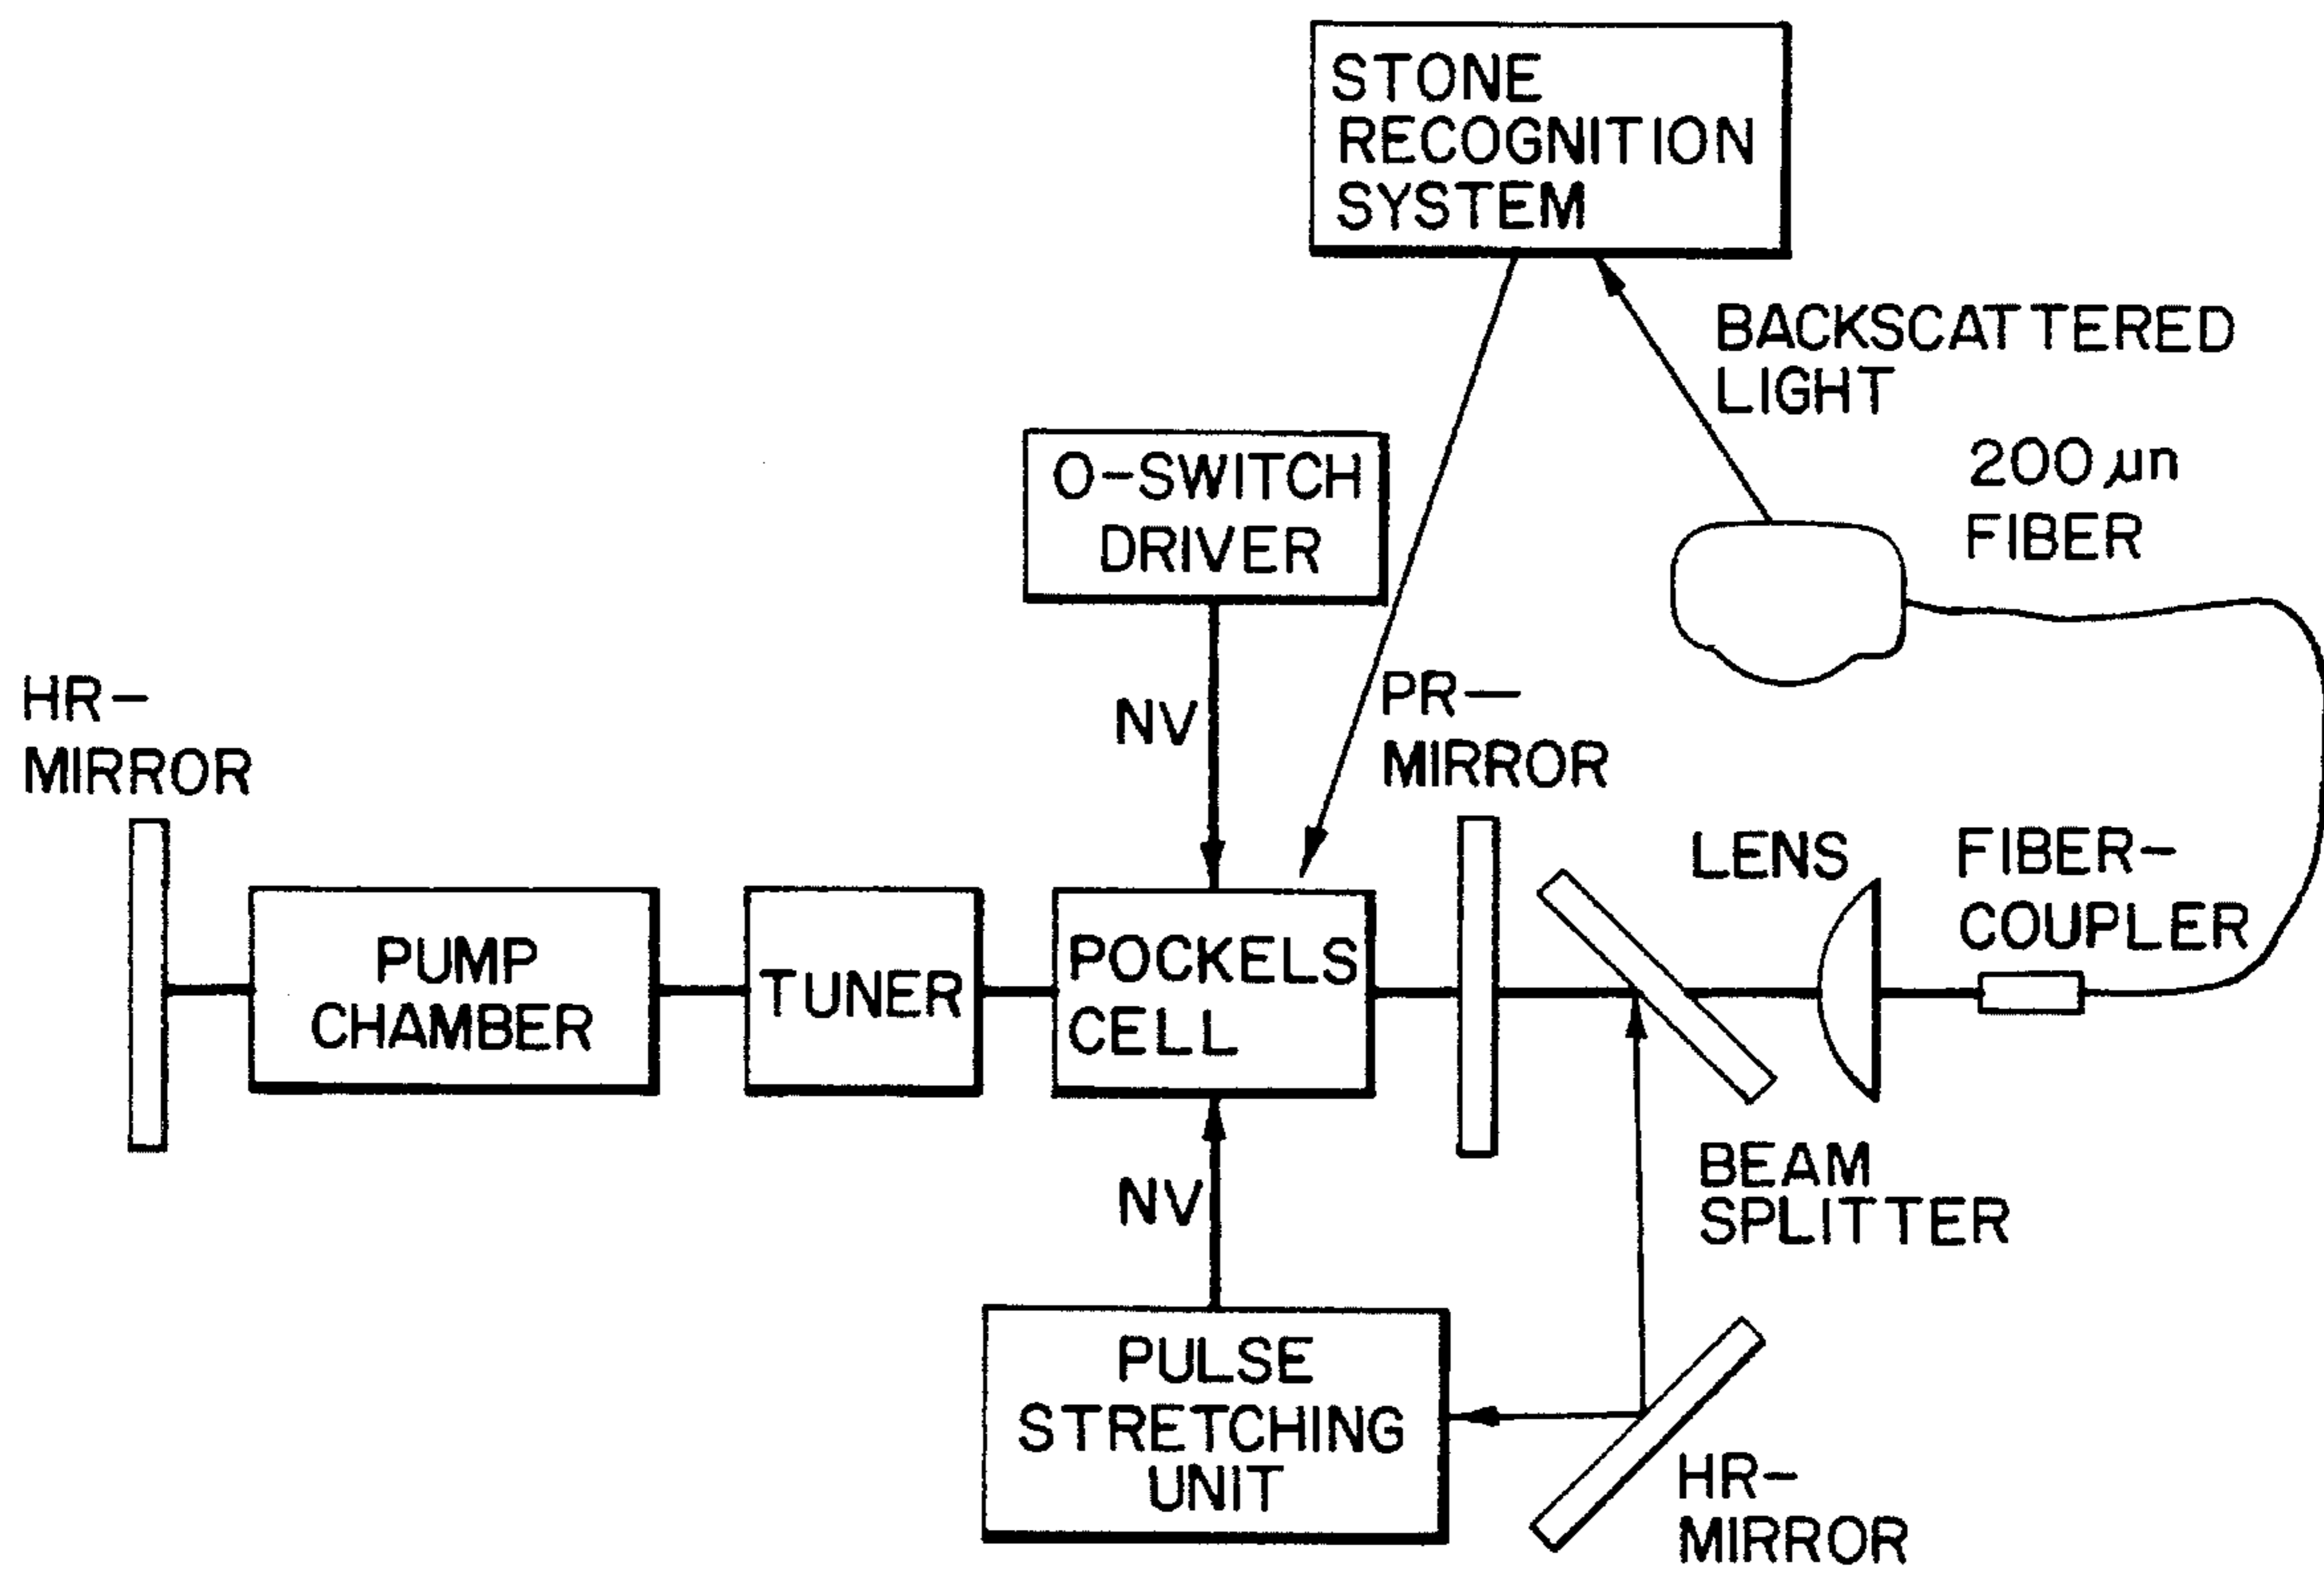 STONE
RECOGNITION
SYSTEM
BACKSCATTERED
LIGHT
200 µn
FIBER
O-SWITCH
DRIVER
NV
PR—
MIRROR
HR—
MIRROR
LENS
FIBER-
COUPLER
PUMP
CHAMBER
TUNER
POCKELS
CELL
BEAM
SPLITTER
NV
PULSE
STRETCHING
UNIT
HR-
MIRROR